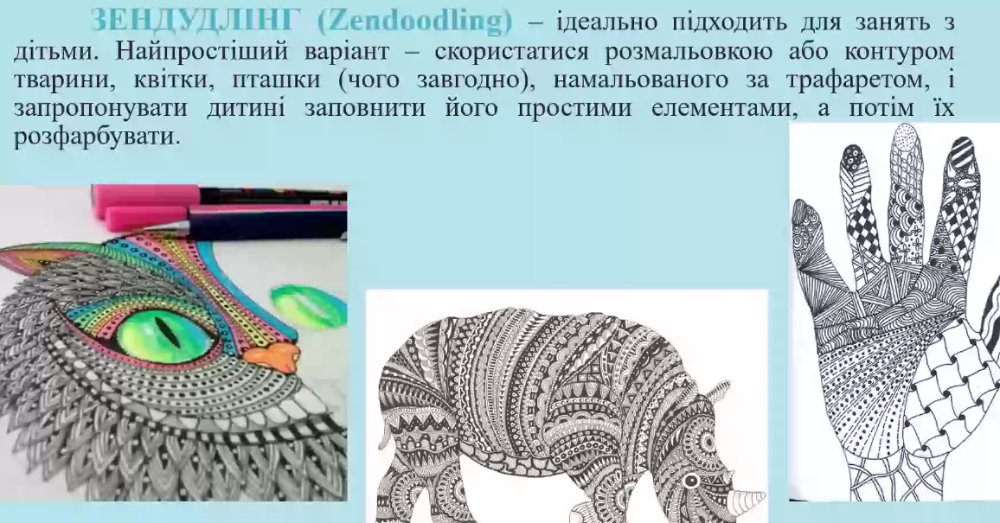 ЗЕНДУДЛІНГ (Zendoodling) – ідеально підходить для занять з
дітьми. Найпростіший варіант – скористатися розмальовкою або контуром
тварини, квітки, пташки (чого завгодно), намальованого за трафаретом, і
запропонувати дитині заповнити його простими елементами, а потім їх
розфарбувати.